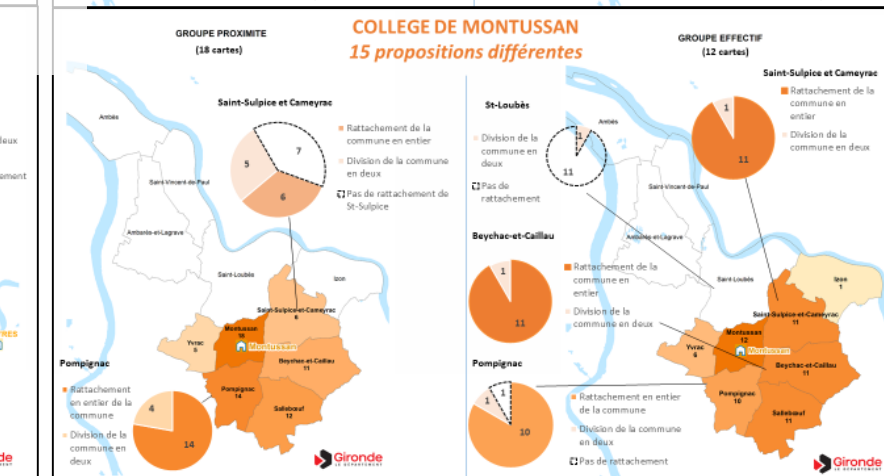 COLLEGE DE MONTUSSAN
15 propositions différentes
GROUPE PROXIMITE
(18 cartes)
Saint-Sulpice et Cameyrac
5
7
6
Rattachement de la
commune en entier
Division de la commune
en deux
Pas de rattachement de
St-Sulpice
Ambès
Saint-Vincent-de-Paul
Ambarès-et-Lagrave
Saint-Loubès
Izon
Saint-Sulpice-et-Cameyrac
6
Montussan
18
Montussan
Yvrac
5
Beychac-et-Caillau
11
Pompignac
14
Sallebœuf
12
Pompignac
Rattachement
en entier de la
commune
Division de la
commune en
deux
4
14
Gironde
LE DÉPARTEMENT
GROUPE EFFECTIF
(12 cartes)
Saint-Sulpice et Cameyrac
Rattachement de la
commune en
entier
Division de la
commune en deux
1
11
St-Loubès
Division de la
commune en
deux
Pas de
rattachement
1
11
Beychac-et-Caillau
Rattachement de la
commune en
entier
Division de la
commune en deux
1
11
Pompignac
Rattachement en entier
de la commune
Division de la commune
en deux
Pas de rattachement
1
1
10
Ambès
Saint-Vincent-de-Paul
Ambarès-et-Lagrave
Saint-Loubès
Izon
1
Saint-Sulpice-et-Cameyrac
11
Montussan
12
Montussan
Yvrac
6
Beychac-et-Caillau
11
Pompignac
10
Sallebœuf
11
Gironde
LE DÉPARTEMENT